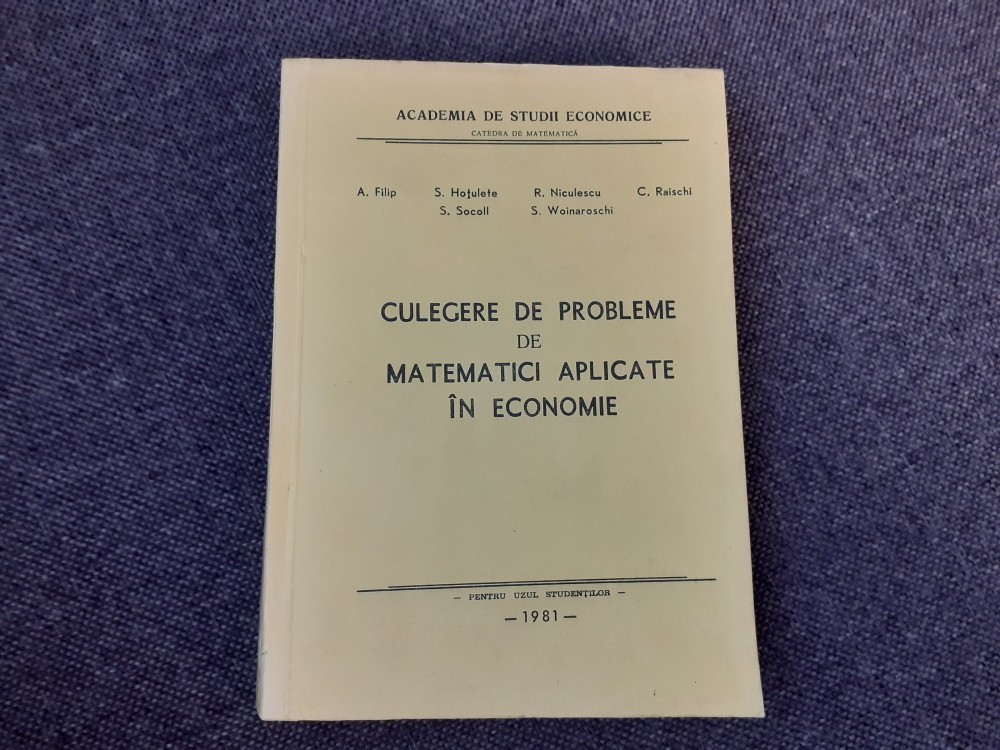 ACADEMIA DE STUDII ECONOMICE
CATEDRA DE MATEMATICĂ
A. Filip S. Hoţulete R. Niculescu C. Raischi
S. Socoll S. Woinaroschi
CULEGERE DE PROBLEME
DE
MATEMATICI APLICATE
ÎN ECONOMIE
— PENTRU UZUL STUDENŢILOR —
— 1981 —